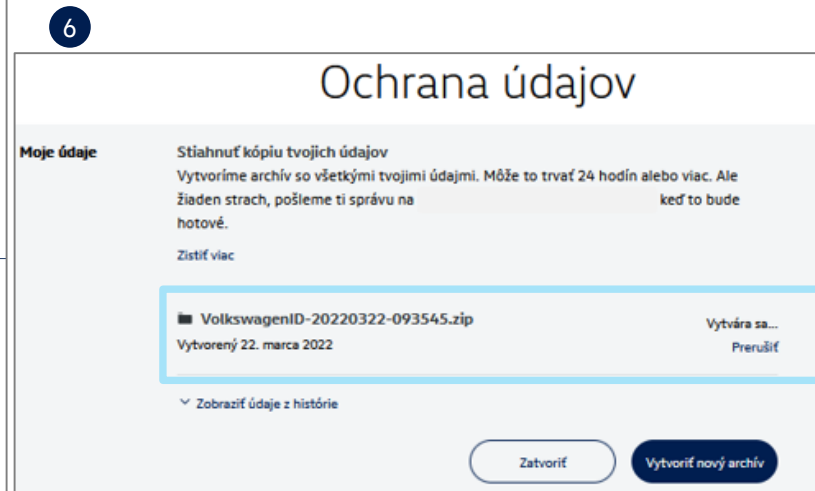 6
Ochrana údajov
Moje údaje
Stiahnuť kópiu tvojich údajov
Vytvoríme archív so všetkými tvojimi údajmi. Môže to trvať 24 hodín alebo viac. Ale
žiaden strach, pošleme ti správu na keď to bude
hotové.
Zistiť viac
VolkswagenID-20220322-093545.zip
Vytvára sa...
Vytvorený 22. marca 2022
Prerušiť
Zobraziť údaje z histórie
Zatvoriť
Vytvoriť nový archív